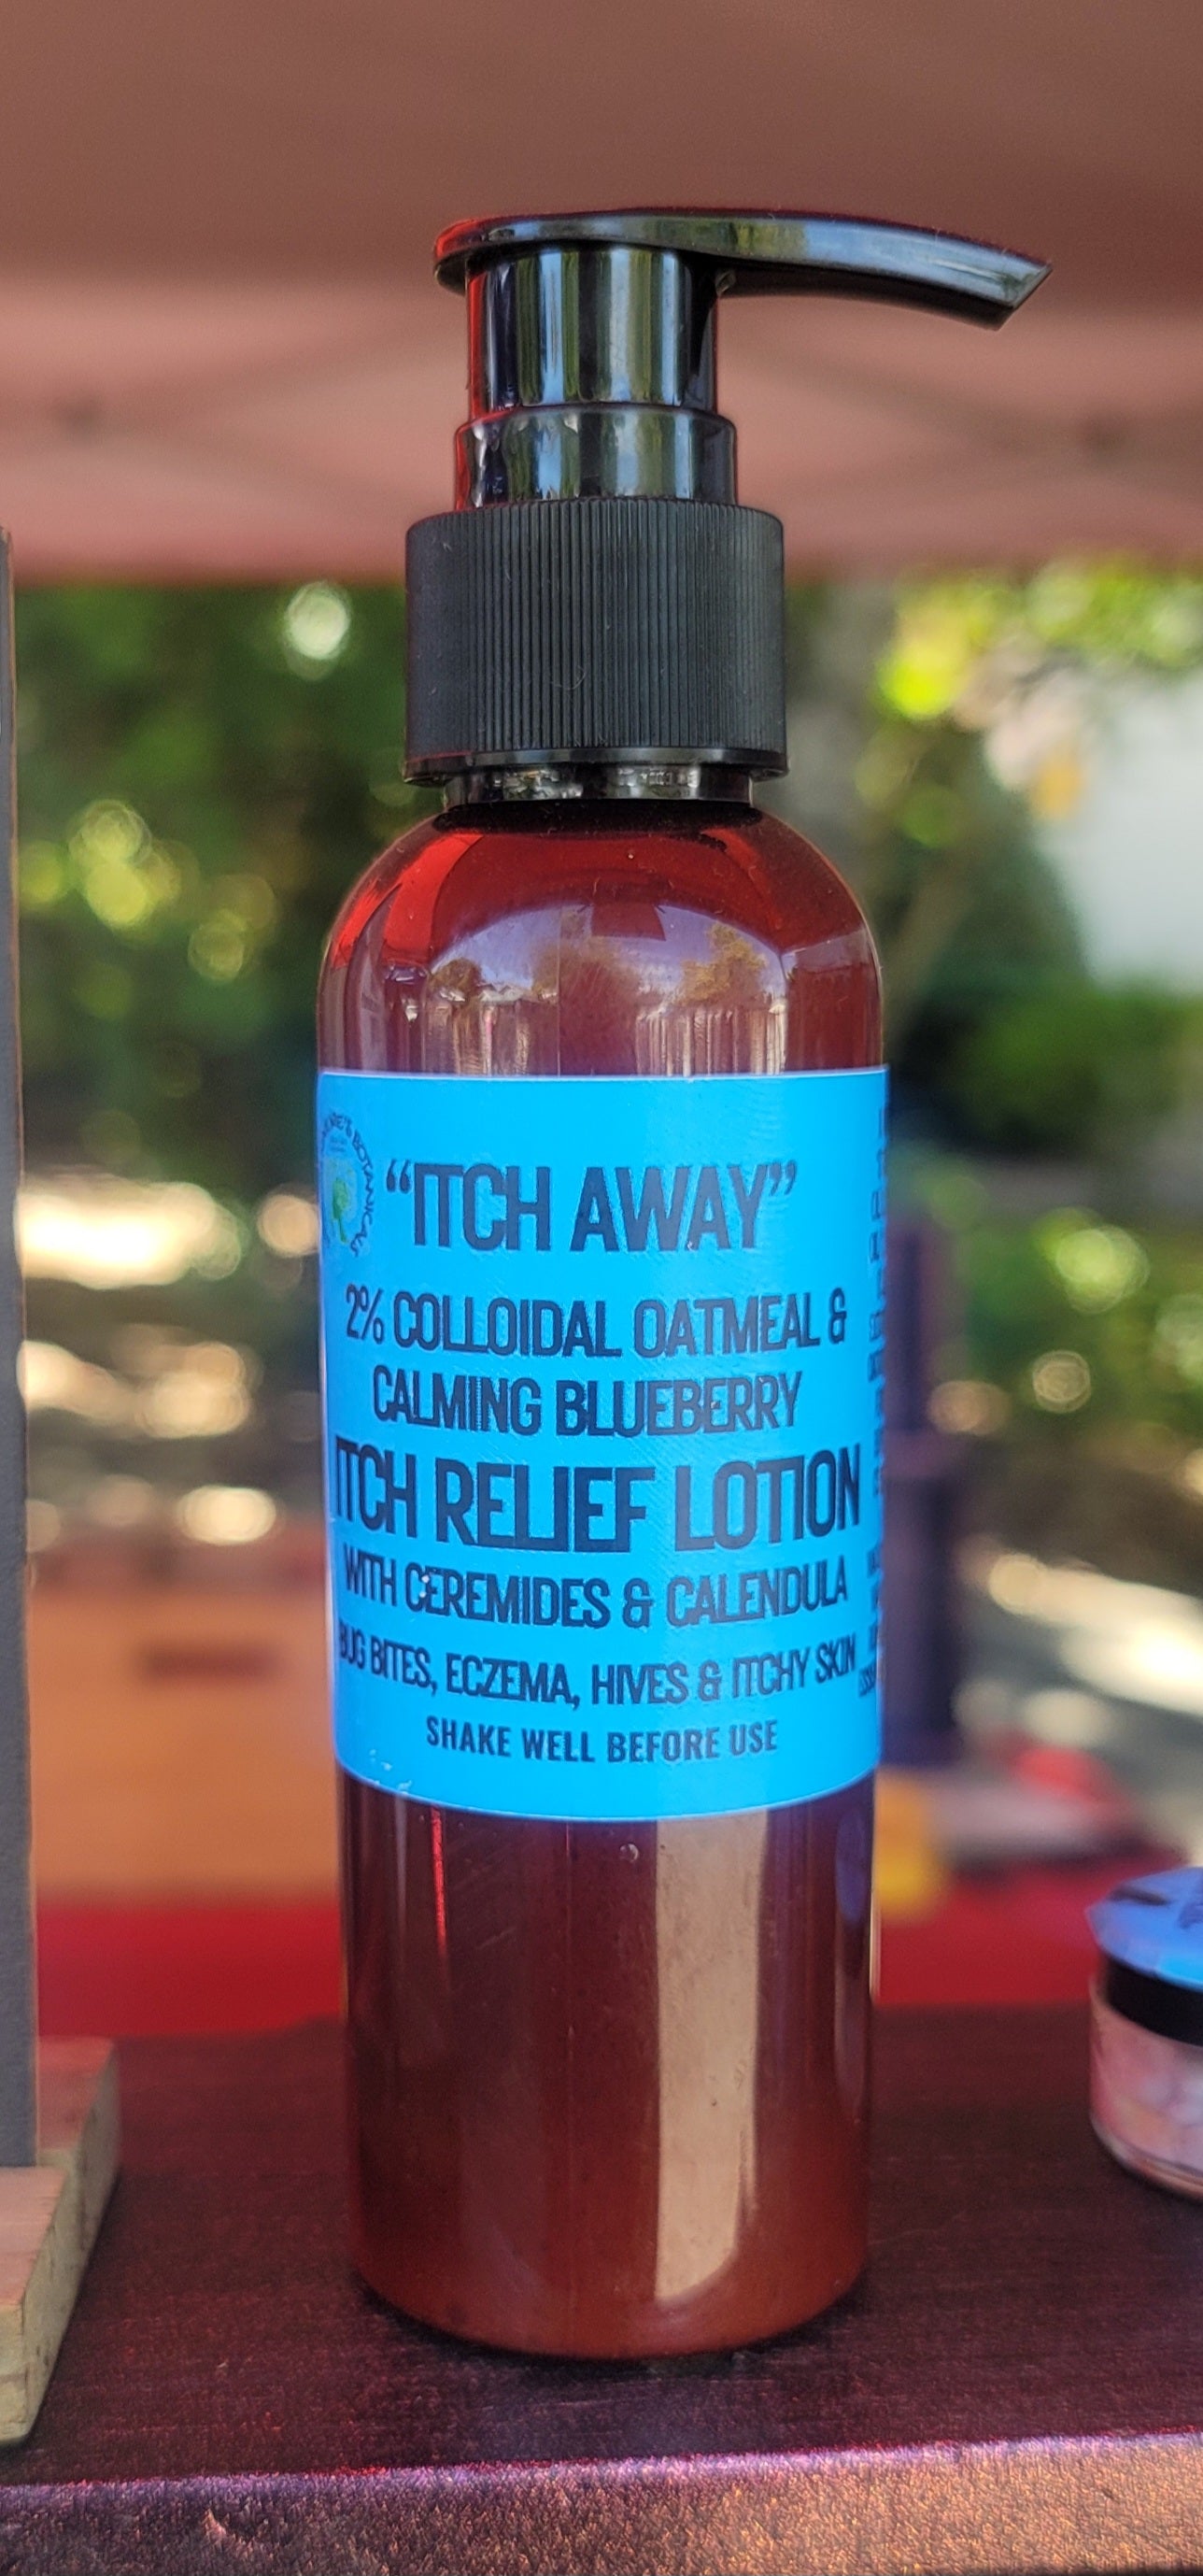 “ITCH AWAY”
2% COLLOIDAL OATMEAL &
CALMING BLUEBERRY
ITCH RELIEF LOTION
WITH CEREMIDES & CALENDULA
BUG BITES, ECZEMA, HIVES & ITCHY SKIN
SHAKE WELL BEFORE USE
BOTANICALS